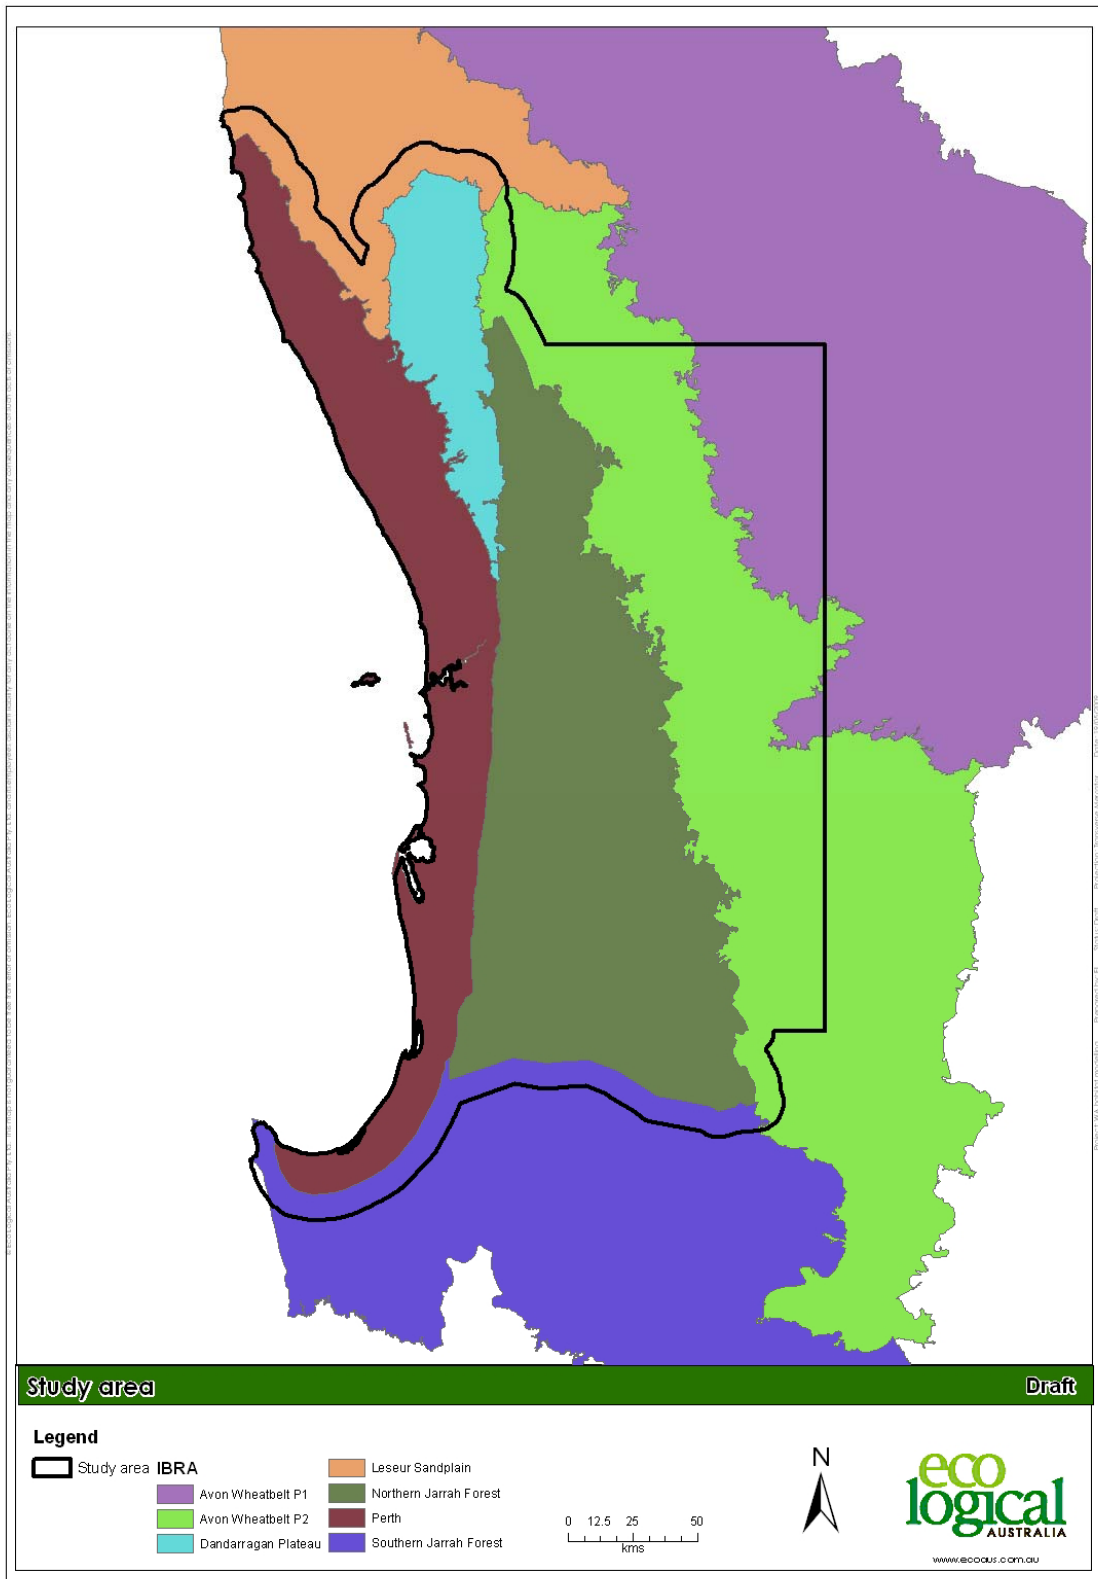 Study area
Draft
Legend
Study area
IBRA
Avon Wheatbelt P1
Avon Wheatbelt P2
Dandarragan Plateau
Leseur Sandplain
Northern Jarrah Forest
Perth
Southern Jarrah Forest
0 12.5 25 50
kms
N
eco
logical
AUSTRALIA
www.ecoaus.com.au